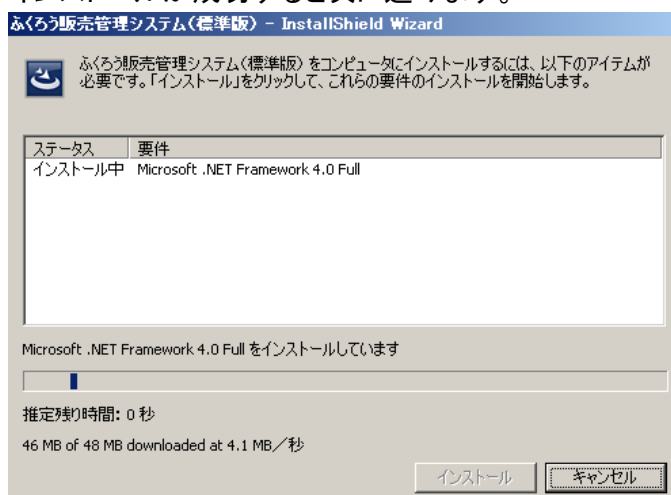 ふくろう販売管理システム(標準版) - InstallShield Wizard
ふくろう販売管理システム(標準版) をコンピュータにインストールするには、以下のアイテムが
必要です。「インストール」をクリックして、これらの要件のインストールを開始します。
ステータス 要件
インストール中 Microsoft .NET Framework 4.0 Full
Microsoft .NET Framework 4.0 Full をインストールしています
推定残り時間: 0 秒
46 MB of 48 MB downloaded at 4.1 MB/秒
インストール キャンセル